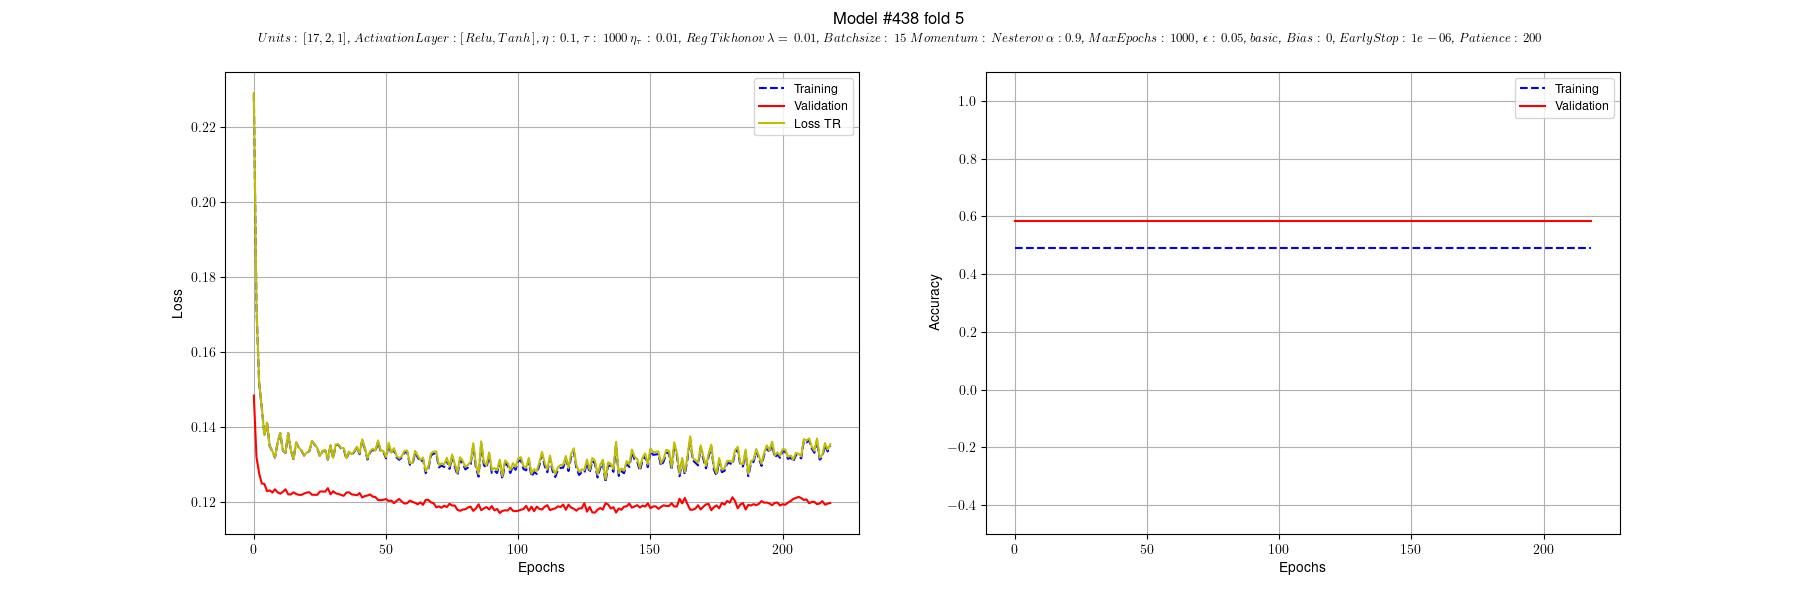 Model #438 fold 5
Units : [17, 2, 1], ActivationLayer : [Relu, Tanh], η : 0.1, τ : 1000 ητ : 0.01, Reg Tikhonov λ = 0.01, Batchsize : 15 Momentum : Nesterov α : 0.9, MaxEpochs : 1000, ϵ : 0.05, basic, Bias : 0, EarlyStop : 1e − 06, Patience : 200
Training
Validation
Loss TR
0.22
0.20
0.18
0.16
0.14
0.12
Loss
0 50 100 150 200
Epochs
Training
Validation
1.0
0.8
0.6
0.4
0.2
0.0
−0.2
−0.4
Accuracy
0 50 100 150 200
Epochs